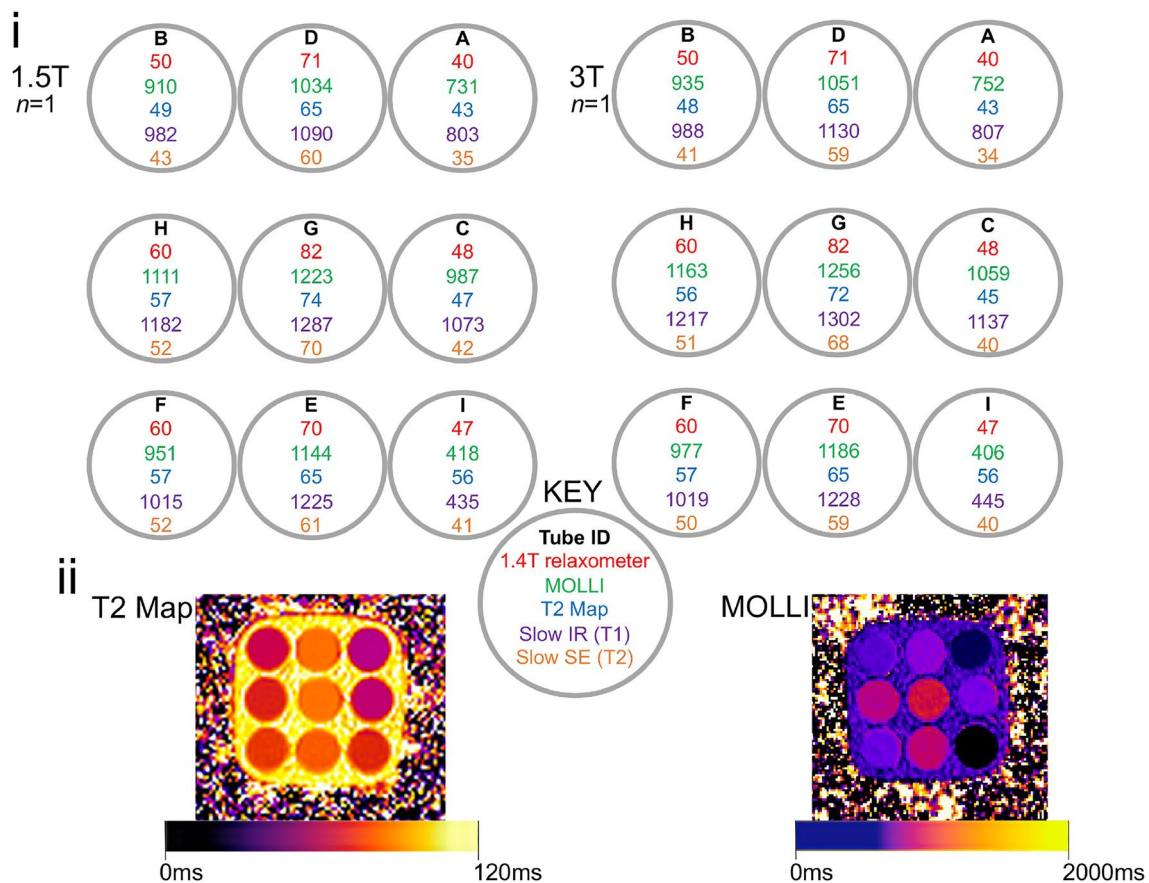 i
1.5T
n=1
B
50
910
49
982
43
D
71
1034
65
1090
60
A
40
731
43
803
35
H
60
1111
57
1182
52
G
82
1223
74
1287
70
C
48
987
47
1073
42
F
60
951
57
1015
52
E
70
1144
65
1225
61
I
47
418
56
435
41
3T
n=1
B
50
935
48
988
41
D
71
1051
65
1130
59
A
40
752
43
807
34
H
60
1163
56
1217
51
G
82
1256
72
1302
68
C
48
1059
45
1137
40
F
60
977
57
1019
50
E
70
1186
65
1228
59
I
47
406
56
445
40
KEY
Tube ID
1.4T relaxometer
MOLLI
T2 Map
Slow IR (T1)
Slow SE (T2)
ii
T2 Map
0ms
120ms
MOLLI
0ms
2000ms